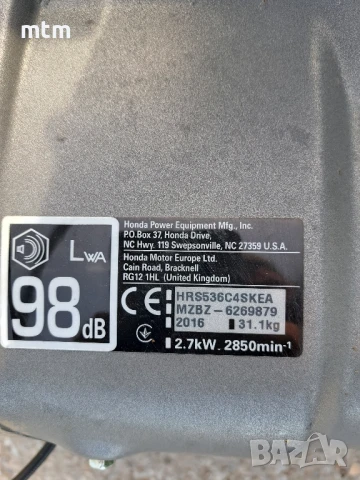 mtm
Honda Power Equipment Mfg., Inc.
P.O.Box 37, Honda Drive,
NC Hwy. 119 Swepsonville, NC 27359 U.S.A.
Honda Motor Europe Ltd.
Cain Road, Bracknell
RG12 1HL (United Kingdom)
LWA
98 dB
CE
HRS536C4SKEA
MZBZ-6269879
2016 31.1kg
2.7kW. 2850min-1
BAZAR
bg